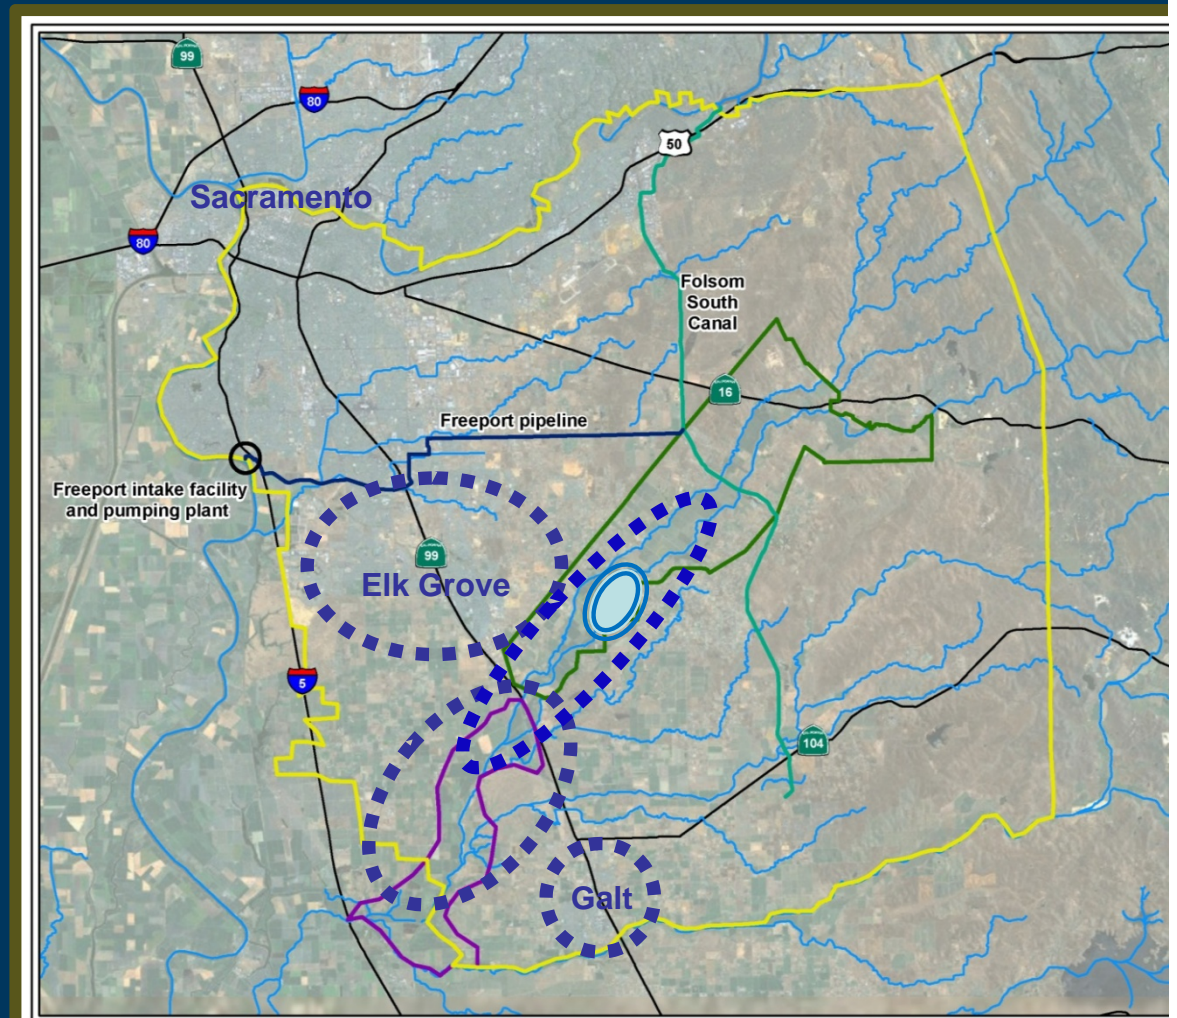 99
80
50
Sacramento
80
Folsom
South
Canal
16
Freeport pipeline
Freeport intake facility
and pumping plant
99
Elk Grove
5
104
Galt